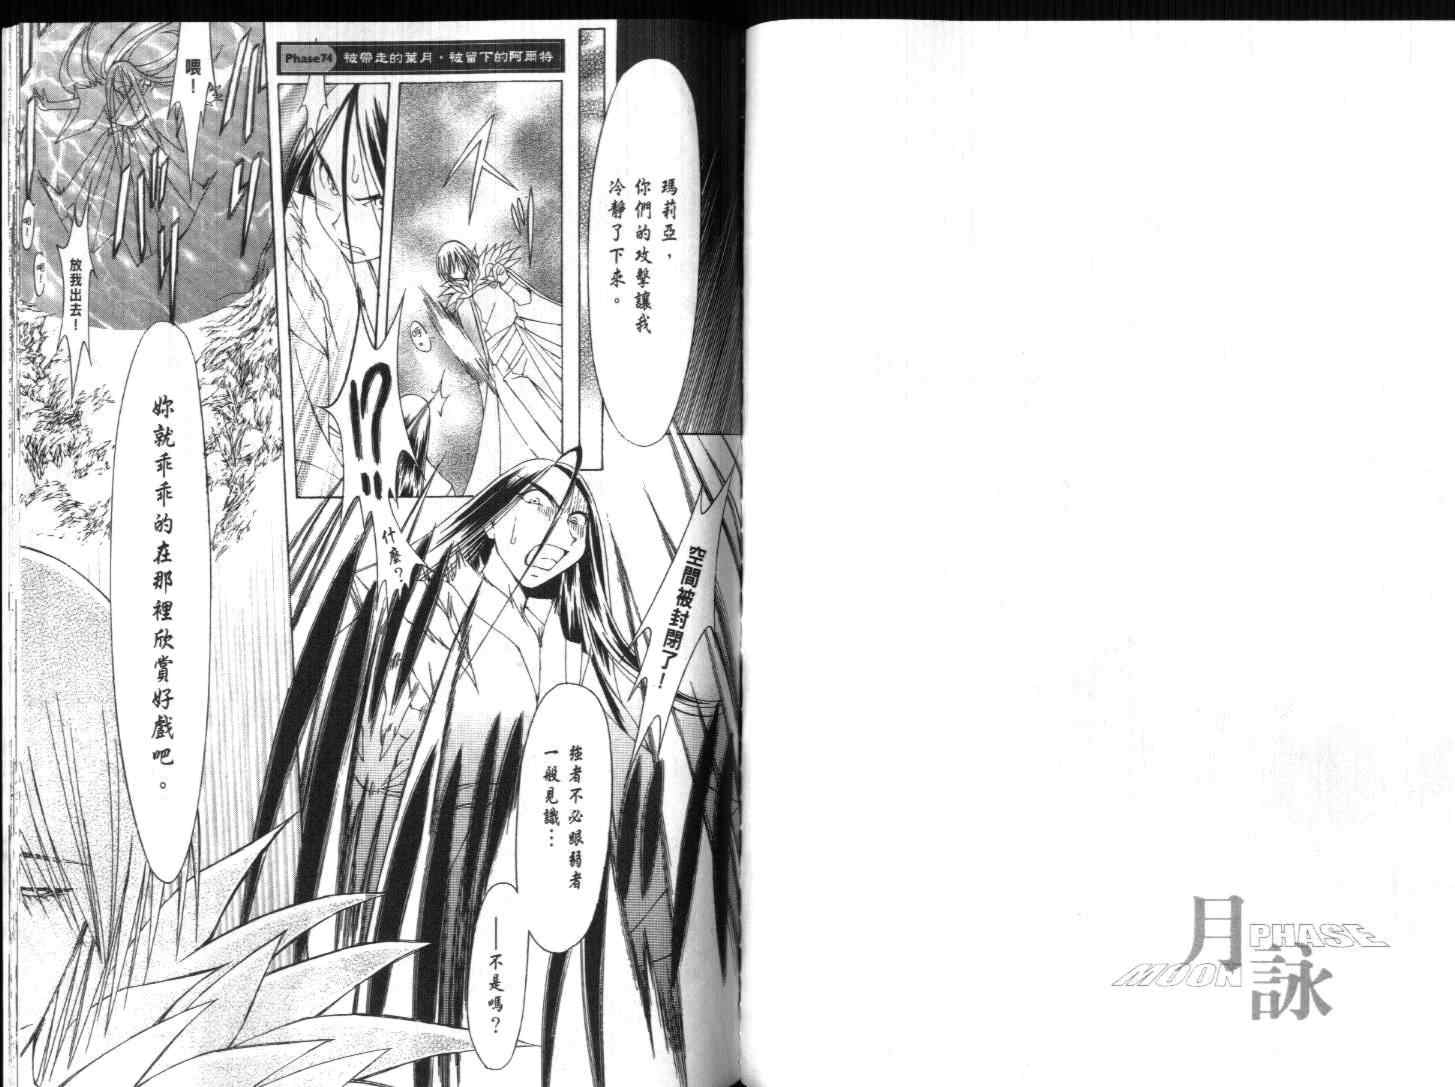 月詠
MOON PHASE
Phase74 被帶走的葉月・被留下的阿爾特
瑪莉亞，
你們的攻擊讓我
冷靜了下來。
哼。
!?
什麼？
空間被封閉了！
強者不必跟弱者
一般見識…
——不是嗎？
喂！
放我出去！
妳就乖乖的在那裡欣賞好戲吧。